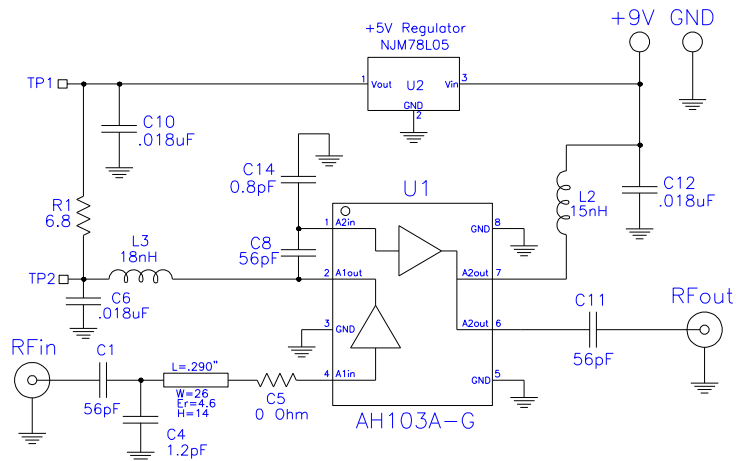 +9V GND
+5V Regulator
NJM78L05
TP1
1 Vout U2 Vin 3
GND
2
C10
.018uF
C14
0.8pF
U1
L2
15nH
C12
.018uF
R1
6.8
L3
18nH
C8
56pF
1 A2in
GND 8
TP2
2 A1out
A2out 7
C6
.018uF
3 GND
A2out 6
C11
56pF
RFout
RFin
C1
56pF
L=.290"
W=26
Er=4.6
H=14
C5
0 Ohm
4 A1in
GND 5
C4
1.2pF
AH103A-G